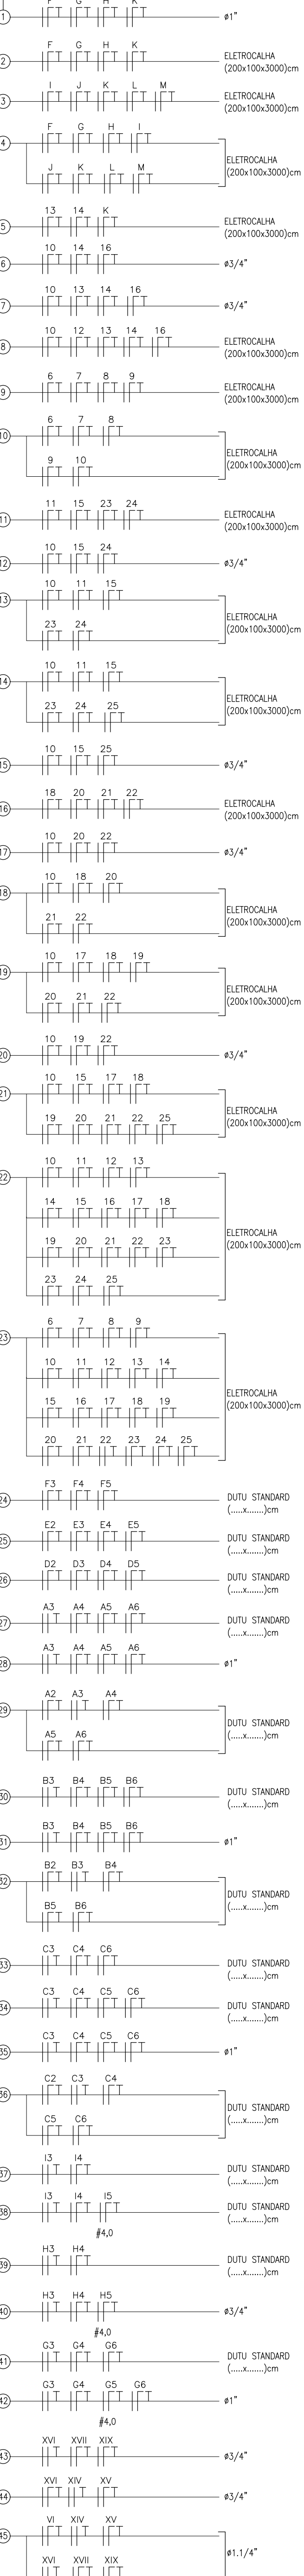 F G H K
1 ø1"
F G H K
2 ELETROCALHA
(200x100x3000)cm
I J K L M
3 ELETROCALHA
(200x100x3000)cm
F G H I
4
ELETROCALHA
(200x100x3000)cm
J K L M
13 14 K
5 ELETROCALHA
(200x100x3000)cm
10 14 16
6 ø3/4"
10 13 14 16
7 ø3/4"
10 12 13 14 16
8 ELETROCALHA
(200x100x3000)cm
6 7 8 9
9 ELETROCALHA
(200x100x3000)cm
6 7 8
10
ELETROCALHA
(200x100x3000)cm
9 10
11 15 23 24
11 ELETROCALHA
(200x100x3000)cm
10 15 24
12 ø3/4"
10 11 15
13
ELETROCALHA
(200x100x3000)cm
23 24
10 11 15
14
ELETROCALHA
(200x100x3000)cm
23 24 25
10 15 25
15 ø3/4"
18 20 21 22
16 ELETROCALHA
(200x100x3000)cm
10 20 22
17 ø3/4"
10 18 20
18
ELETROCALHA
(200x100x3000)cm
21 22
10 17 18 19
19
ELETROCALHA
(200x100x3000)cm
20 21 22
10 19 22
20 ø3/4"
10 15 17 18
21
ELETROCALHA
(200x100x3000)cm
19 20 21 22 25
10 11 12 13
22
14 15 16 17 18
ELETROCALHA
(200x100x3000)cm
19 20 21 22 23
23 24 25
6 7 8 9
23
10 11 12 13 14
ELETROCALHA
(200x100x3000)cm
15 16 17 18 19
20 21 22 23 24 25
F3 F4 F5
24 DUTU STANDARD
(.....x.......)cm
E2 E3 E4 E5
25 DUTU STANDARD
(.....x.......)cm
D2 D3 D4 D5
26 DUTU STANDARD
(.....x.......)cm
A3 A4 A5 A6
27 DUTU STANDARD
(.....x.......)cm
A3 A4 A5 A6
28 ø1"
A2 A3 A4
29
DUTU STANDARD
(.....x.......)cm
A5 A6
B3 B4 B5 B6
30 DUTU STANDARD
(.....x.......)cm
B3 B4 B5 B6
31 ø1"
B2 B3 B4
32
DUTU STANDARD
(.....x.......)cm
B5 B6
C3 C4 C6
33 DUTU STANDARD
(.....x.......)cm
C3 C4 C5 C6
34 DUTU STANDARD
(.....x.......)cm
C3 C4 C5 C6
35 ø1"
C2 C3 C4
36
DUTU STANDARD
(.....x.......)cm
C5 C6
I3 I4
37 DUTU STANDARD
(.....x.......)cm
I3 I4 I5
38 DUTU STANDARD
(.....x.......)cm
#4,0
H3 H4
39 DUTU STANDARD
(.....x.......)cm
H3 H4 H5
40 ø3/4"
#4,0
G3 G4 G6
41 DUTU STANDARD
(.....x.......)cm
G3 G4 G5 G6
42 ø1"
#4,0
XVI XVII XIX
43 ø3/4"
XVI XIV XV
44 ø3/4"
VI XIV XV
45
ø1.1/4"
XVI XVII XIX